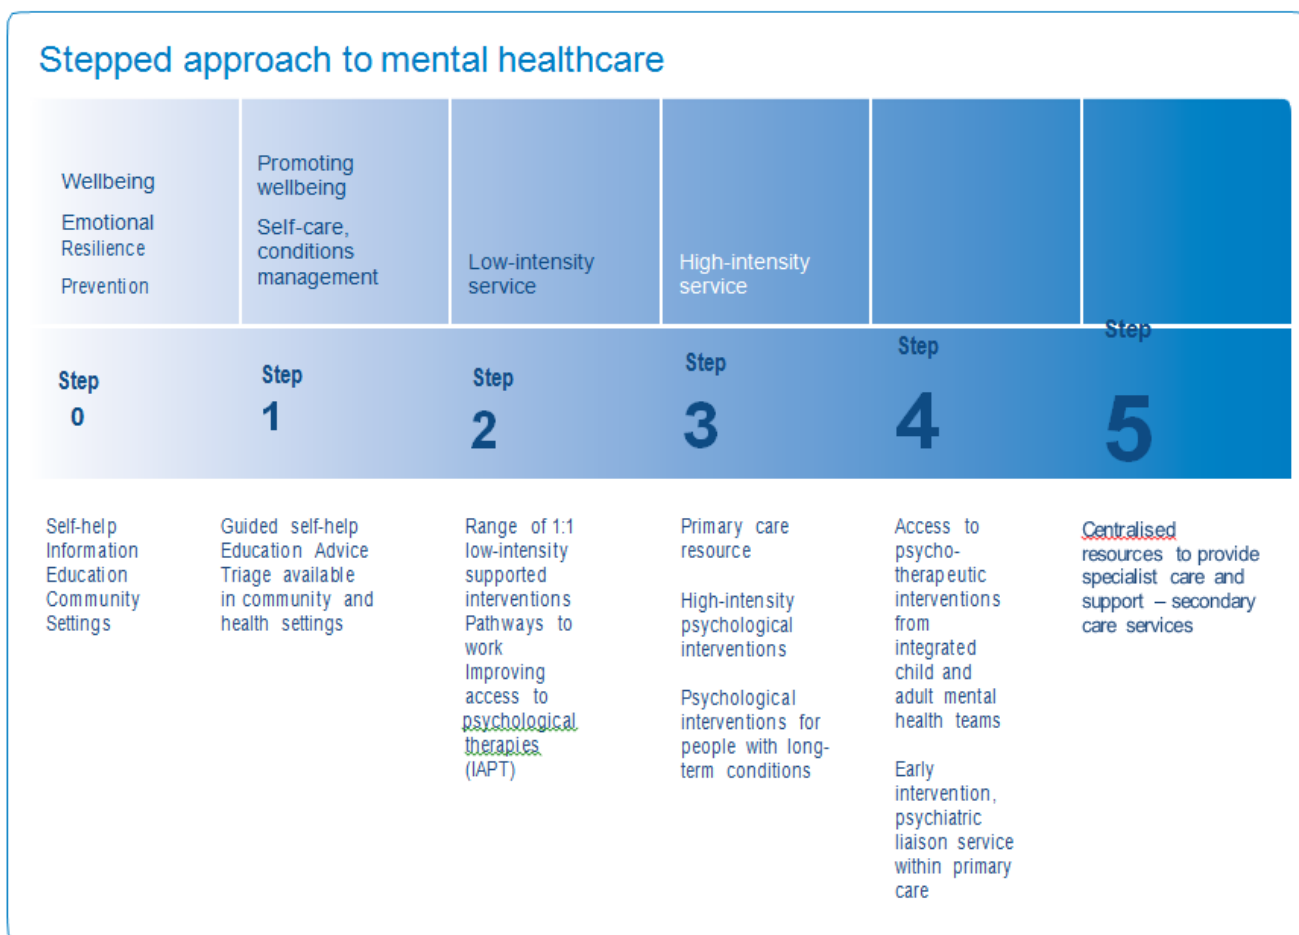 Stepped approach to mental healthcare
Wellbeing
Emotional
Resilience
Prevention
Promoting
wellbeing
Self-care,
conditions
management
Low-intensity
service
High-intensity
service
Step
0
Step
1
Step
2
Step
3
Step
4
Step
5
Self-help
Information
Education
Community
Settings
Guided self-help
Education Advice
Triage available
in community and
health settings
Range of 1:1
low-intensity
supported
interventions
Pathways to
work
Improving
access to
psychological
therapies
(IAPT)
Primary care
resource
High-intensity
psychological
interventions
Psychological
interventions for
people with long-
term conditions
Access to
psycho-
therapeutic
interventions
from
integrated
child and
adult mental
health teams
Early
intervention,
psychiatric
liaison service
within primary
care
Centralised
resources to provide
specialist care and
support – secondary
care services